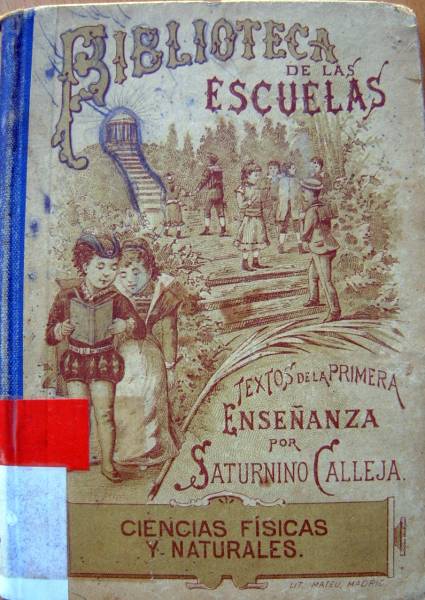 BIBLIOTECA
DE LAS
ESCUELAS
TEXTOS DE LA PRIMERA
ENSEÑANZA
POR
SATURNINO CALLEJA.
CIENCIAS FÍSICAS
Y NATURALES.
LIT. MATEU, MADRID